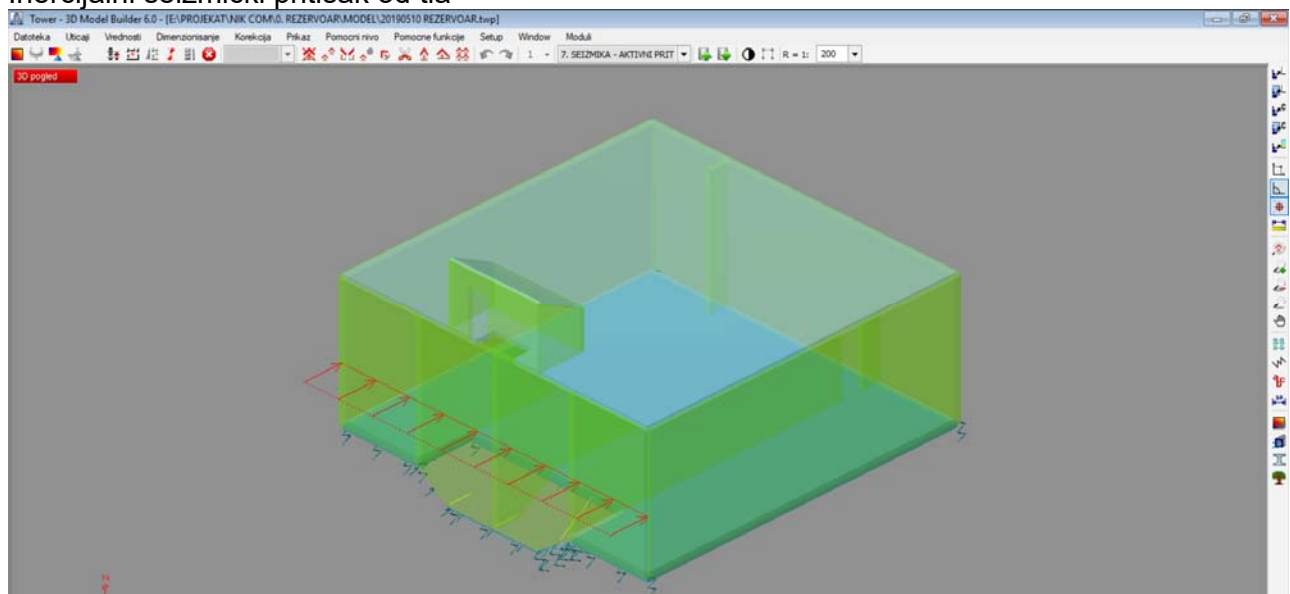 Inercijalni seizmički pritisak od tla
Tower - 3D Model Builder 6.0 - [E:\PROJEKAT\NIK COM\0. REZERVOAR\MODEL\20190510 REZERVOAR.twp]
Datoteka Uticaji Vrednosti Dimenzionisanje Korekcija Prikaz Pomocni nivo Pomocne funkcije Setup Window Moduli
1 7. SEIZMIKA - AKTIVNI PRIT R = 1: 200
3D pogled